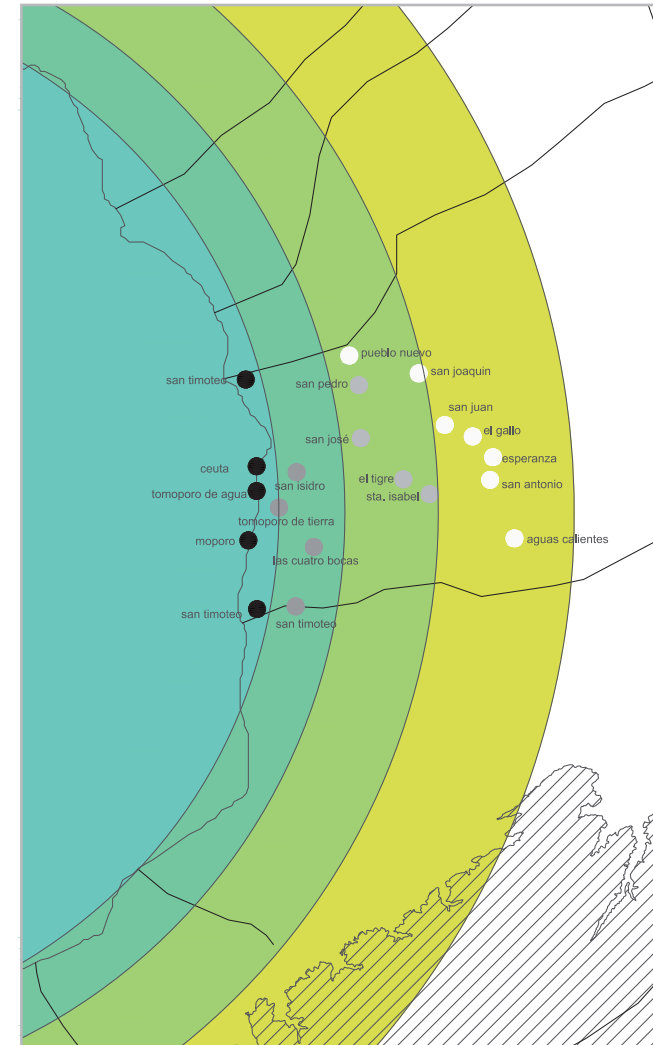 pueblo nuevo
san joaquin
san timoteo
san pedro
san juan
el gallo
san josé
esperanza
ceuta
san isidro
el tigre
san antonio
tomoporo de agua
sta. isabel
tomoporo de tierra
moporo
aguas calientes
las cuatro bocas
san timoteo
san timoteo